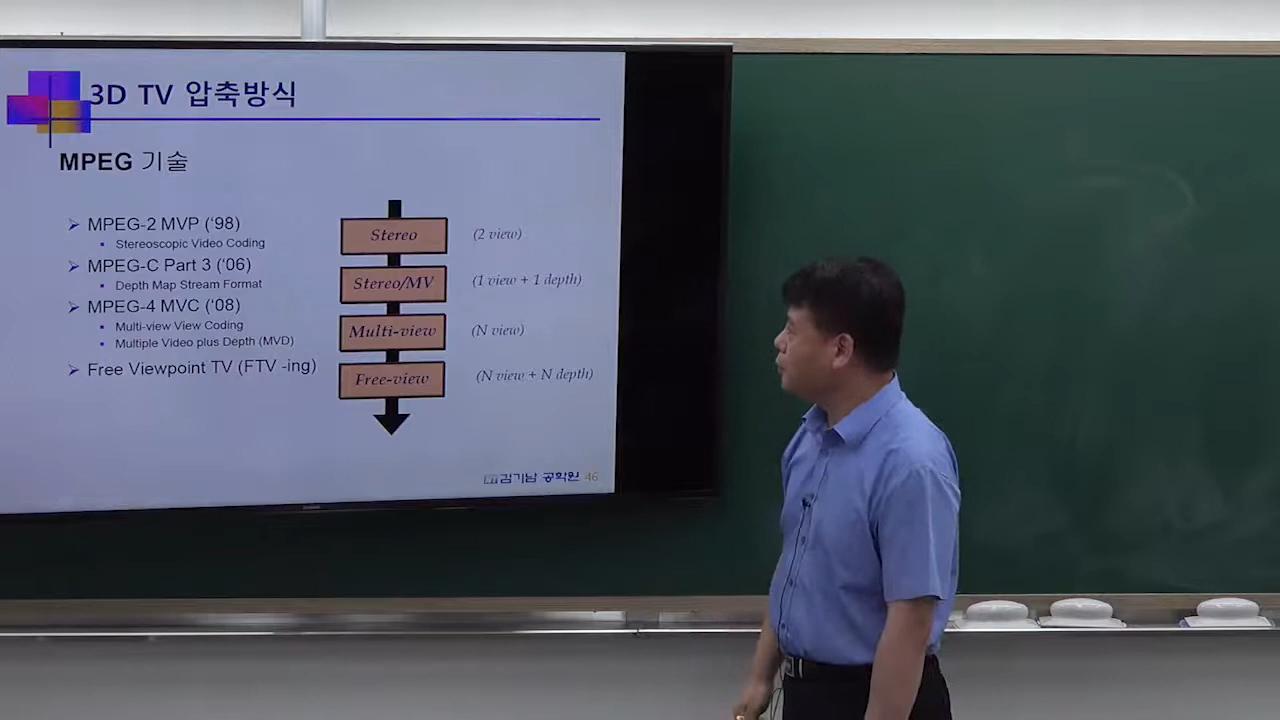 3D TV 압축방식
MPEG 기술
MPEG-2 MVP (‘98)
Stereoscopic Video Coding
MPEG-C Part 3 (‘06)
Depth Map Stream Format
MPEG-4 MVC (‘08)
Multi-view View Coding
Multiple Video plus Depth (MVD)
Free Viewpoint TV (FTV -ing)
Stereo (2 view)
Stereo/MV (1 view + 1 depth)
Multi-view (N view)
Free-view (N view + N depth)
김기남 공학원 46